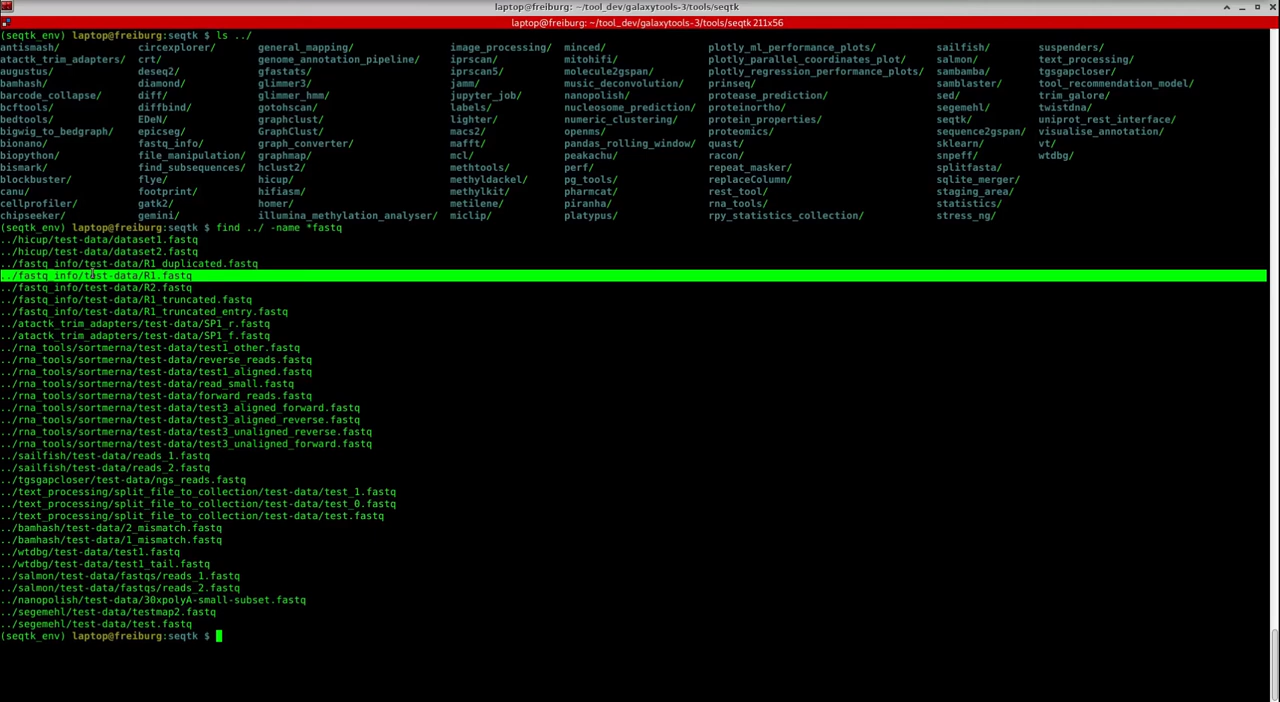 laptop@freiburg: ~/tool_dev/galaxytools-3/tools/seqtk
laptop@freiburg: ~/tool_dev/galaxytools-3/tools/seqtk 211x56
(seqtk_env) laptop@freiburg:seqtk $ ls ../
antismash/ circexplorer/ general_mapping/ image_processing/ minced/ plotly_ml_performance_plots/ sailfish/ suspenders/
atactk_trim_adapters/ crt/ genome_annotation_pipeline/ iprscan/ mitohifi/ plotly_parallel_coordinates_plot/ salmon/ text_processing/
augustus/ deseq2/ gfastats/ iprscan5/ molecule2gspan/ plotly_regression_performance_plots/ sambamba/ tgsgapcloser/
bamhash/ diamond/ glimmer3/ jamm/ music_deconvolution/ prinseq/ samblaster/ tool_recommendation_model/
barcode_collapse/ diff/ glimmer_hmm/ jupyter_job/ nanopolish/ protease_prediction/ sed/ trim_galore/
bcftools/ diffbind/ gotohscan/ labels/ nucleosome_prediction/ proteinortho/ segemehl/ twistdna/
bedtools/ EDeN/ graphclust/ lighter/ numeric_clustering/ protein_properties/ seqtk/ uniprot_rest_interface/
bigwig_to_bedgraph/ epicseg/ GraphClust/ macs2/ openms/ proteomics/ sequence2gspan/ visualise_annotation/
bionano/ fastq_info/ graph_converter/ mafft/ pandas_rolling_window/ quast/ sklearn/ vt/
biopython/ file_manipulation/ graphmap/ mcl/ peakachu/ racon/ snpeff/ wtdbg/
bismark/ find_subsequences/ hclust2/ methtools/ perf/ repeat_masker/ splitfasta/
blockbuster/ flye/ hicup/ methyldackel/ pg_tools/ replaceColumn/ sqlite_merger/
canu/ footprint/ hifiasm/ methylkit/ pharmcat/ rest_tool/ staging_area/
cellprofiler/ gatk2/ homer/ metilene/ piranha/ rna_tools/ statistics/
chipseeker/ gemini/ illumina_methylation_analyser/ miclip/ platypus/ rpy_statistics_collection/ stress_ng/
(seqtk_env) laptop@freiburg:seqtk $ find ../ -name *fastq
../hicup/test-data/dataset1.fastq
../hicup/test-data/dataset2.fastq
../fastq_info/test-data/R1_duplicated.fastq
../fastq_info/test-data/R1.fastq
../fastq_info/test-data/R2.fastq
../fastq_info/test-data/R1_truncated.fastq
../fastq_info/test-data/R1_truncated_entry.fastq
../atactk_trim_adapters/test-data/SP1_r.fastq
../atactk_trim_adapters/test-data/SP1_f.fastq
../rna_tools/sortmerna/test-data/test1_other.fastq
../rna_tools/sortmerna/test-data/reverse_reads.fastq
../rna_tools/sortmerna/test-data/test1_aligned.fastq
../rna_tools/sortmerna/test-data/read_small.fastq
../rna_tools/sortmerna/test-data/forward_reads.fastq
../rna_tools/sortmerna/test-data/test3_aligned_forward.fastq
../rna_tools/sortmerna/test-data/test3_aligned_reverse.fastq
../rna_tools/sortmerna/test-data/test3_unaligned_reverse.fastq
../rna_tools/sortmerna/test-data/test3_unaligned_forward.fastq
../sailfish/test-data/reads_1.fastq
../sailfish/test-data/reads_2.fastq
../tgsgapcloser/test-data/ngs_reads.fastq
../text_processing/split_file_to_collection/test-data/test_1.fastq
../text_processing/split_file_to_collection/test-data/test_0.fastq
../text_processing/split_file_to_collection/test-data/test.fastq
../bamhash/test-data/2_mismatch.fastq
../bamhash/test-data/1_mismatch.fastq
../wtdbg/test-data/test1.fastq
../wtdbg/test-data/test1_tail.fastq
../salmon/test-data/fastqs/reads_1.fastq
../salmon/test-data/fastqs/reads_2.fastq
../nanopolish/test-data/30xpolyA-small-subset.fastq
../segemehl/test-data/testmap2.fastq
../segemehl/test-data/test.fastq
(seqtk_env) laptop@freiburg:seqtk $